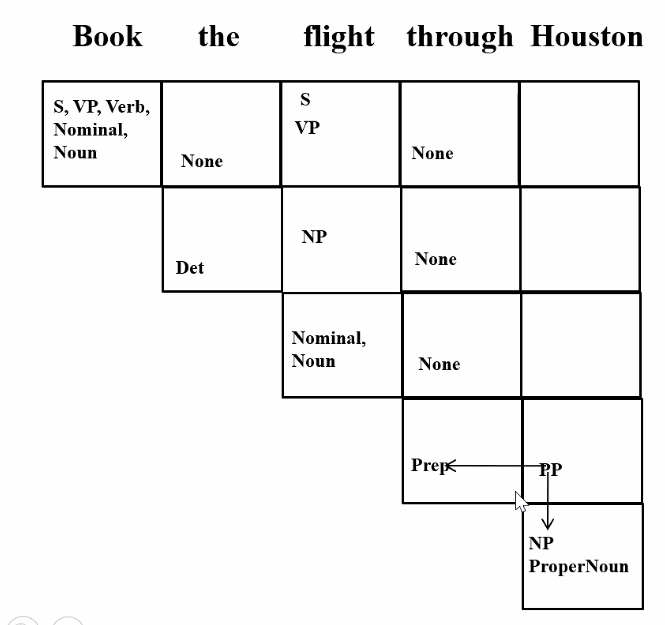 Book the flight through Houston
S, VP, Verb,
Nominal,
Noun
None
S
VP
None
Det
NP
None
Nominal,
Noun
None
Prep
PP
NP
ProperNoun